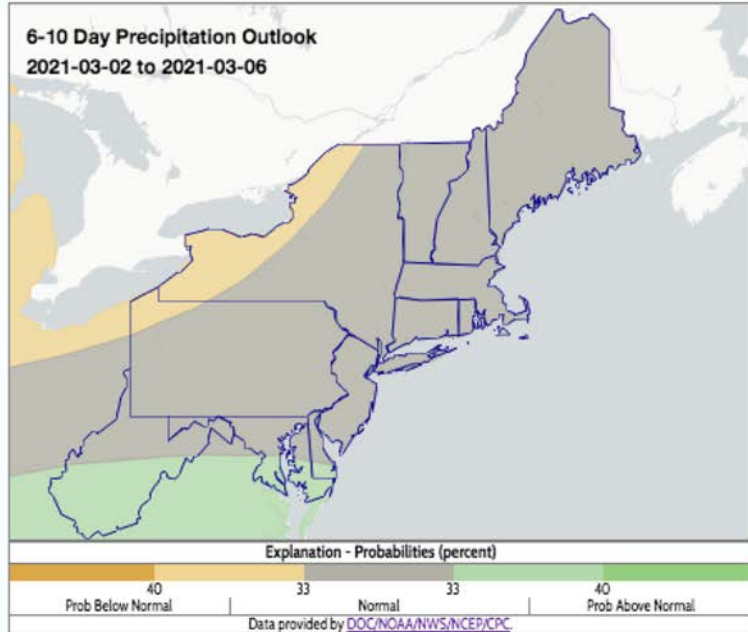 6-10 Day Precipitation Outlook
2021-03-02 to 2021-03-06
Explanation - Probabilities (percent)
40 33 33 40
Prob Below Normal | Normal | Prob Above Normal
Data provided by DOC/NOAA/NWS/NCEP/CPC.